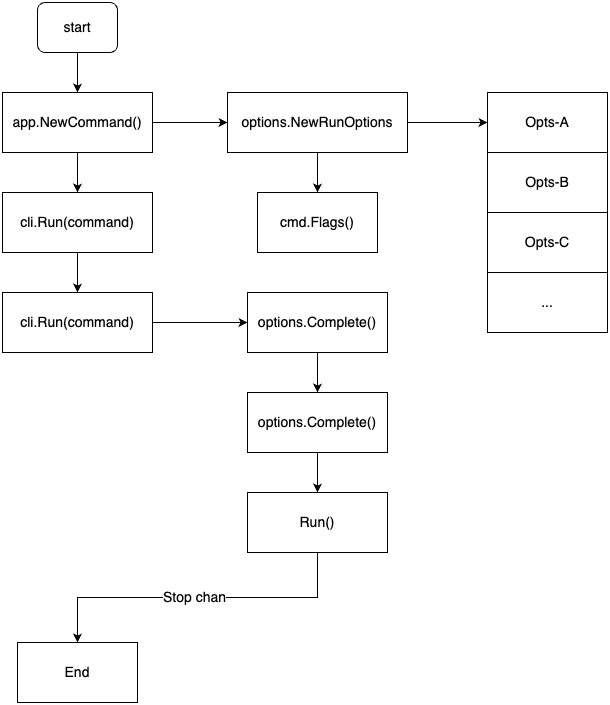 start
app.NewCommand()
options.NewRunOptions
Opts-A
Opts-B
cli.Run(command)
cmd.Flags()
Opts-C
...
cli.Run(command)
options.Complete()
options.Complete()
Run()
Stop chan
End